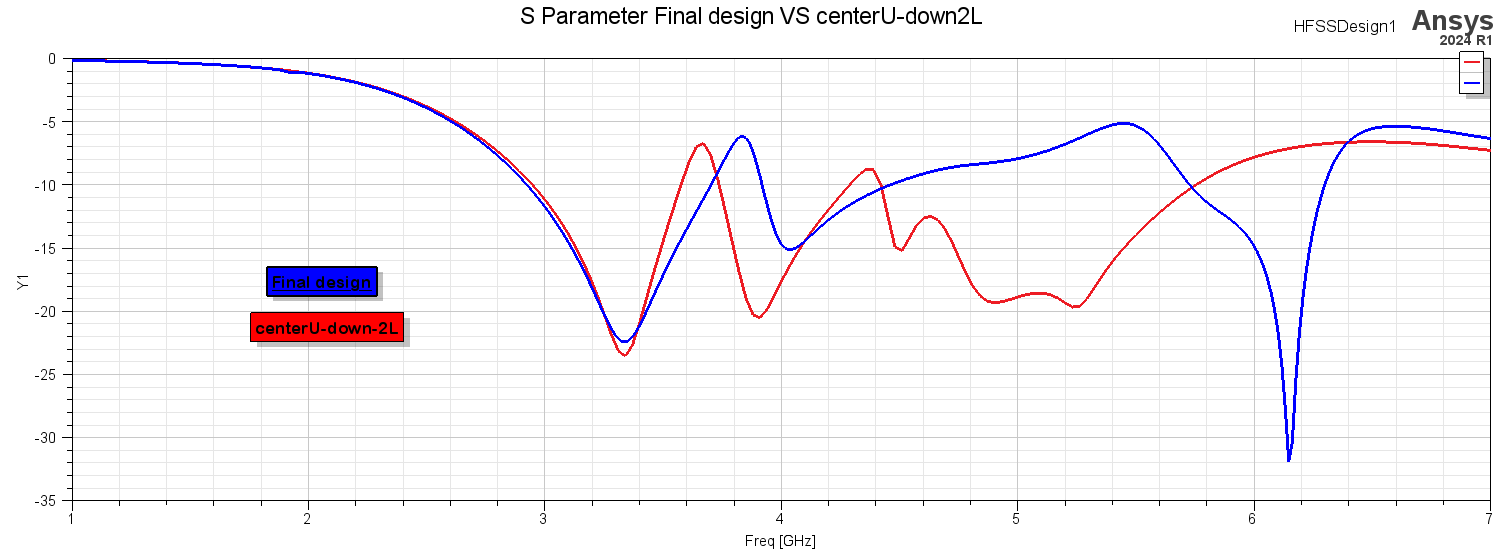 S Parameter Final design VS centerU-down2L
HFSSDesign1
Ansys
2024 R1
0
-5
-10
-15
-20
-25
-30
-35
Y1
Final design
centerU-down-2L
1 2 3 4 5 6 7
Freq [GHz]